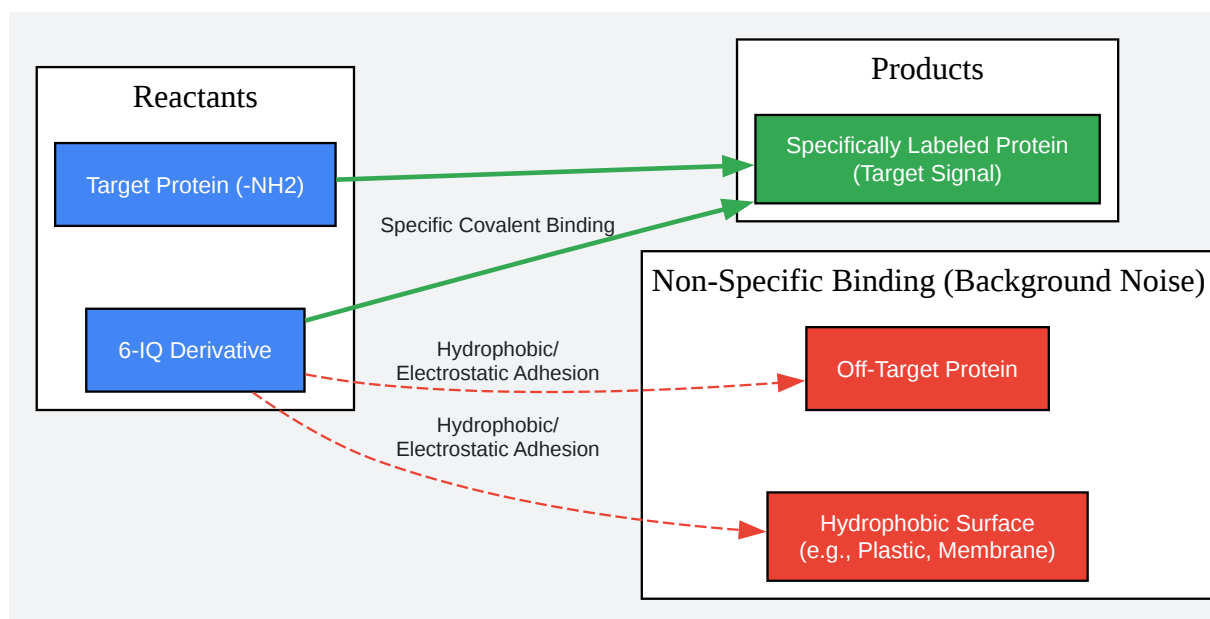 Reactants
Target Protein (-NH2)
6-IQ Derivative
Specific Covalent Binding
Hydrophobic/
Electrostatic Adhesion
Hydrophobic/
Electrostatic Adhesion
Products
Specifically Labeled Protein
(Target Signal)
Non-Specific Binding (Background Noise)
Off-Target Protein
Hydrophobic Surface
(e.g., Plastic, Membrane)